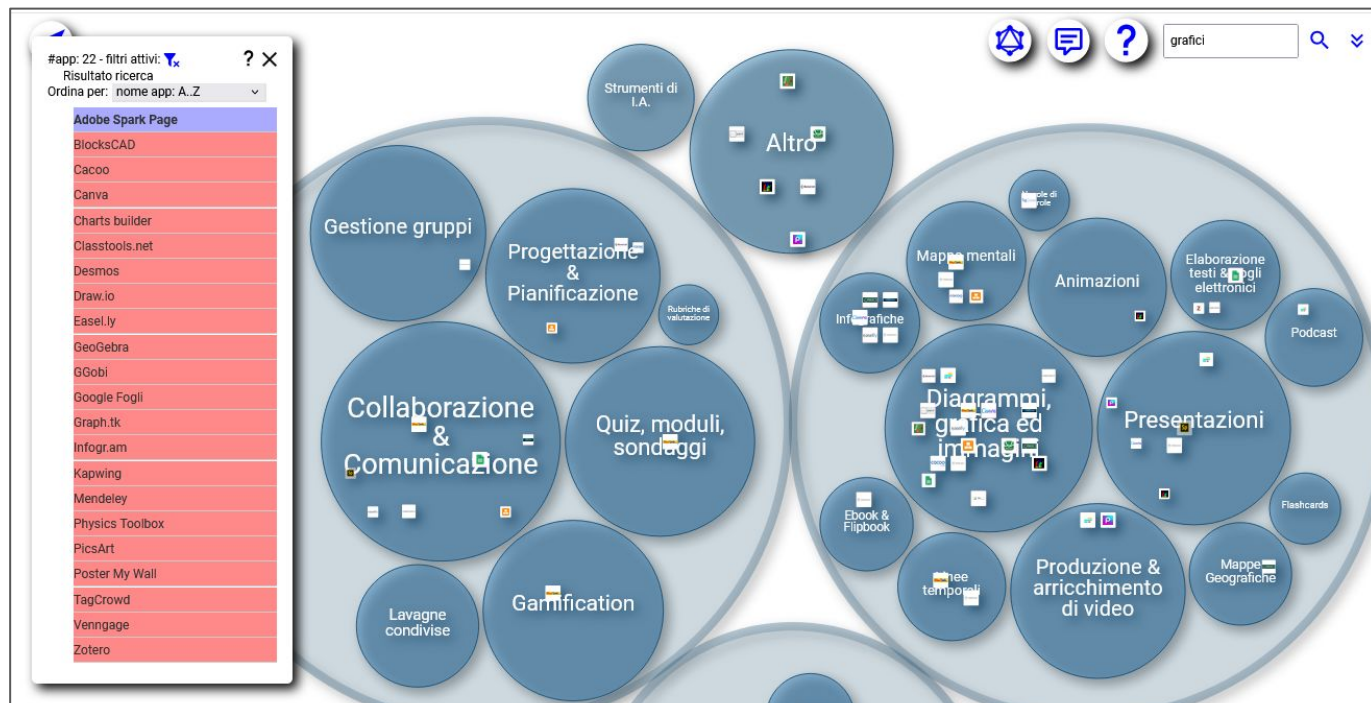 #app: 22 - filtri attivi:
?
Risultato ricerca
Ordina per: nome app: A..Z
Adobe Spark Page
BlocksCAD
Cacoo
Canva
Charts builder
Classtools.net
Desmos
Draw.io
Easel.ly
GeoGebra
GGobi
Google Fogli
Graph.tk
Infogr.am
Kapwing
Mendeley
Physics Toolbox
PicsArt
Poster My Wall
TagCrowd
Venngage
Zotero
?
grafici
Strumenti di
I.A.
Altro
Gestione gruppi
Progettazione
&
Pianificazione
Rubriche di
valutazione
Collaborazione
&
Comunicazione
Quiz, moduli,
sondaggi
Lavagne
condivise
Gamification
Mappe mentali
Animazioni
Elaborazione
testi & fogli
elettronici
Infografiche
Podcast
Diagrammi,
grafica ed
immagini
Presentazioni
Ebook &
Flipbook
Flashcards
Linee
temporali
Produzione &
arricchimento
di video
Mappe
Geografiche